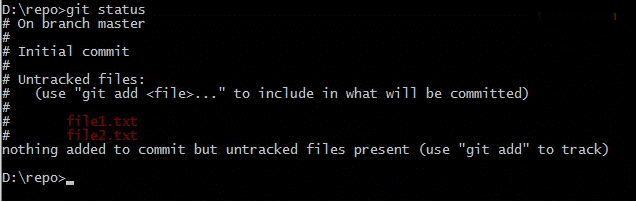 D:\repo>git status
# On branch master
#
# Initial commit
#
# Untracked files:
#   (use "git add <file>..." to include in what will be committed)
#
#       file1.txt
#       file2.txt
nothing added to commit but untracked files present (use "git add" to track)
D:\repo>_